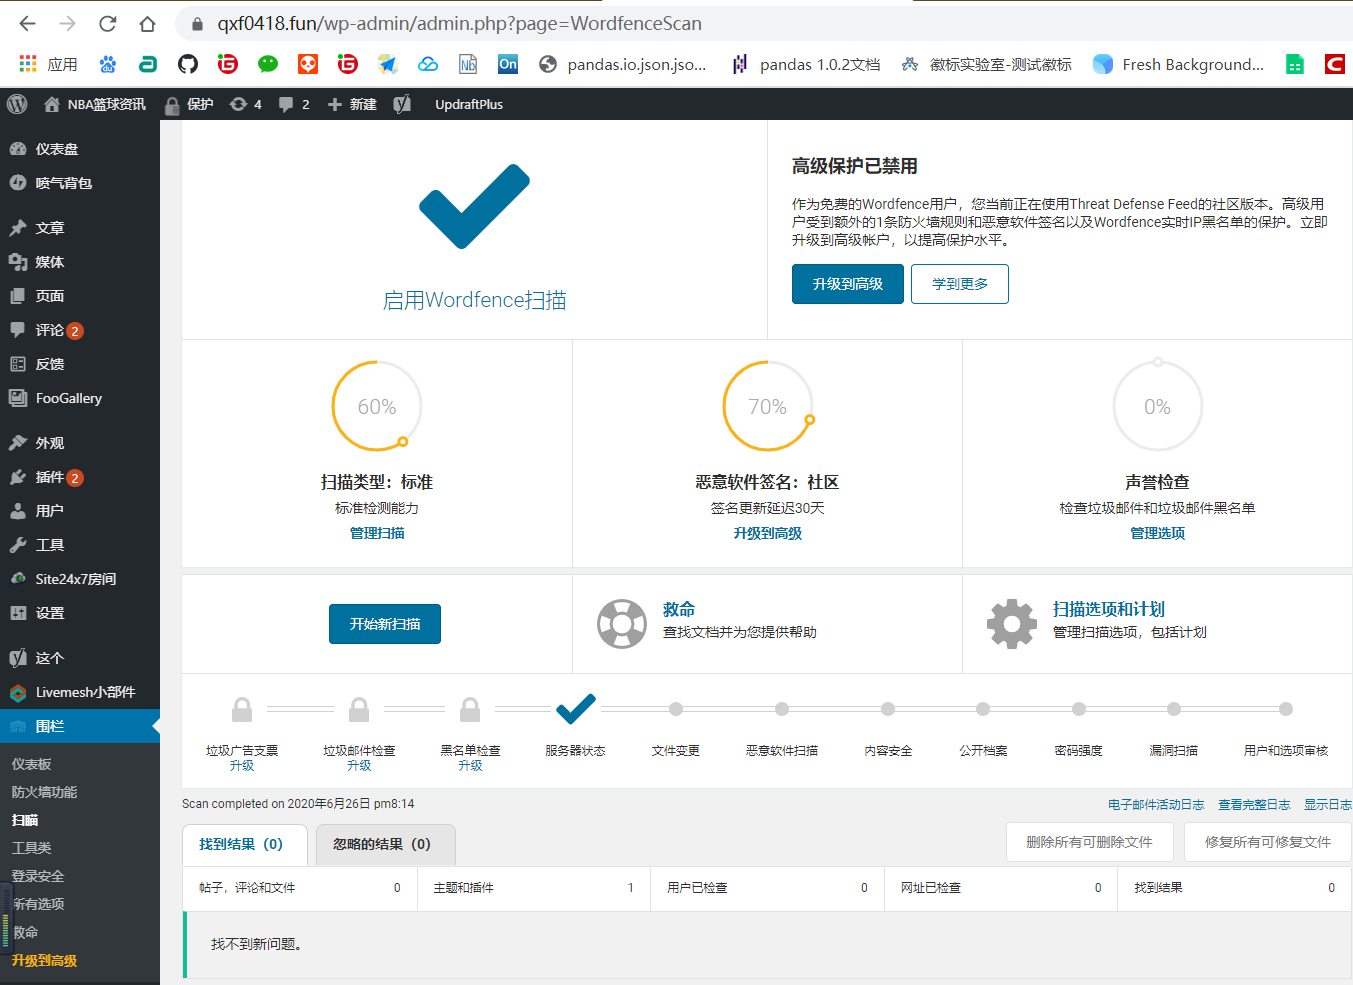 qxf0418.fun/wp-admin/admin.php?page=WordfenceScan
应用
Nb
On
pandas.io.json.jso...
pandas 1.0.2文档
徽标实验室-测试徽标
Fresh Background...
NBA篮球资讯
保护
4
2
新建
UpdraftPlus
仪表盘
喷气背包
文章
媒体
页面
评论 2
反馈
FooGallery
外观
插件 2
用户
工具
Site24x7房间
设置
这个
Livemesh小部件
围栏
仪表板
防火墙功能
扫瞄
工具类
登录安全
所有选项
救命
升级到高级
启用Wordfence扫描
高级保护已禁用
作为免费的Wordfence用户，您当前正在使用Threat Defense Feed的社区版本。高级用
户受到额外的1条防火墙规则和恶意软件签名以及Wordfence实时IP黑名单的保护。立即
升级到高级帐户，以提高保护水平。
升级到高级
学到更多
60%
扫描类型：标准
标准检测能力
管理扫描
70%
恶意软件签名：社区
签名更新延迟30天
升级到高级
0%
声誉检查
检查垃圾邮件和垃圾邮件黑名单
管理选项
开始新扫描
救命
查找文档并为您提供帮助
扫描选项和计划
管理扫描选项，包括计划
垃圾广告支票
升级
垃圾邮件检查
升级
黑名单检查
升级
服务器状态
文件变更
恶意软件扫描
内容安全
公开档案
密码强度
漏洞扫描
用户和选项审核
Scan completed on 2020年6月26日 pm8:14
电子邮件活动日志
查看完整日志
显示日志
找到结果（0）
忽略的结果（0）
删除所有可删除文件
修复所有可修复文件
帖子，评论和文件 0
主题和插件 1
用户已检查 0
网址已检查 0
找到结果 0
找不到新问题。